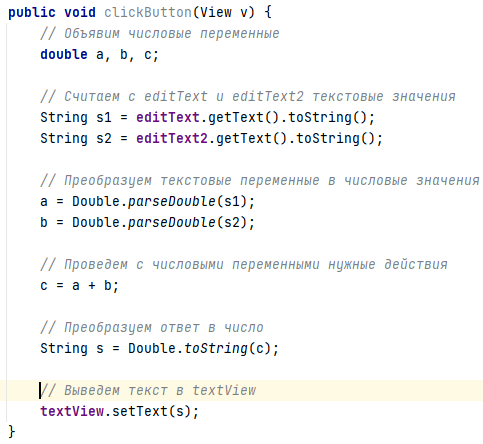 public void clickButton(View v) {
// Объявим числовые переменные
double a, b, c;
// Считаем с editText и editText2 текстовые значения
String s1 = editText.getText().toString();
String s2 = editText2.getText().toString();
// Преобразуем текстовые переменные в числовые значения
a = Double.parseDouble(s1);
b = Double.parseDouble(s2);
// Проведем с числовыми переменными нужные действия
c = a + b;
// Преобразуем ответ в число
String s = Double.toString(c);
// Выведем текст в textView
textView.setText(s);
}